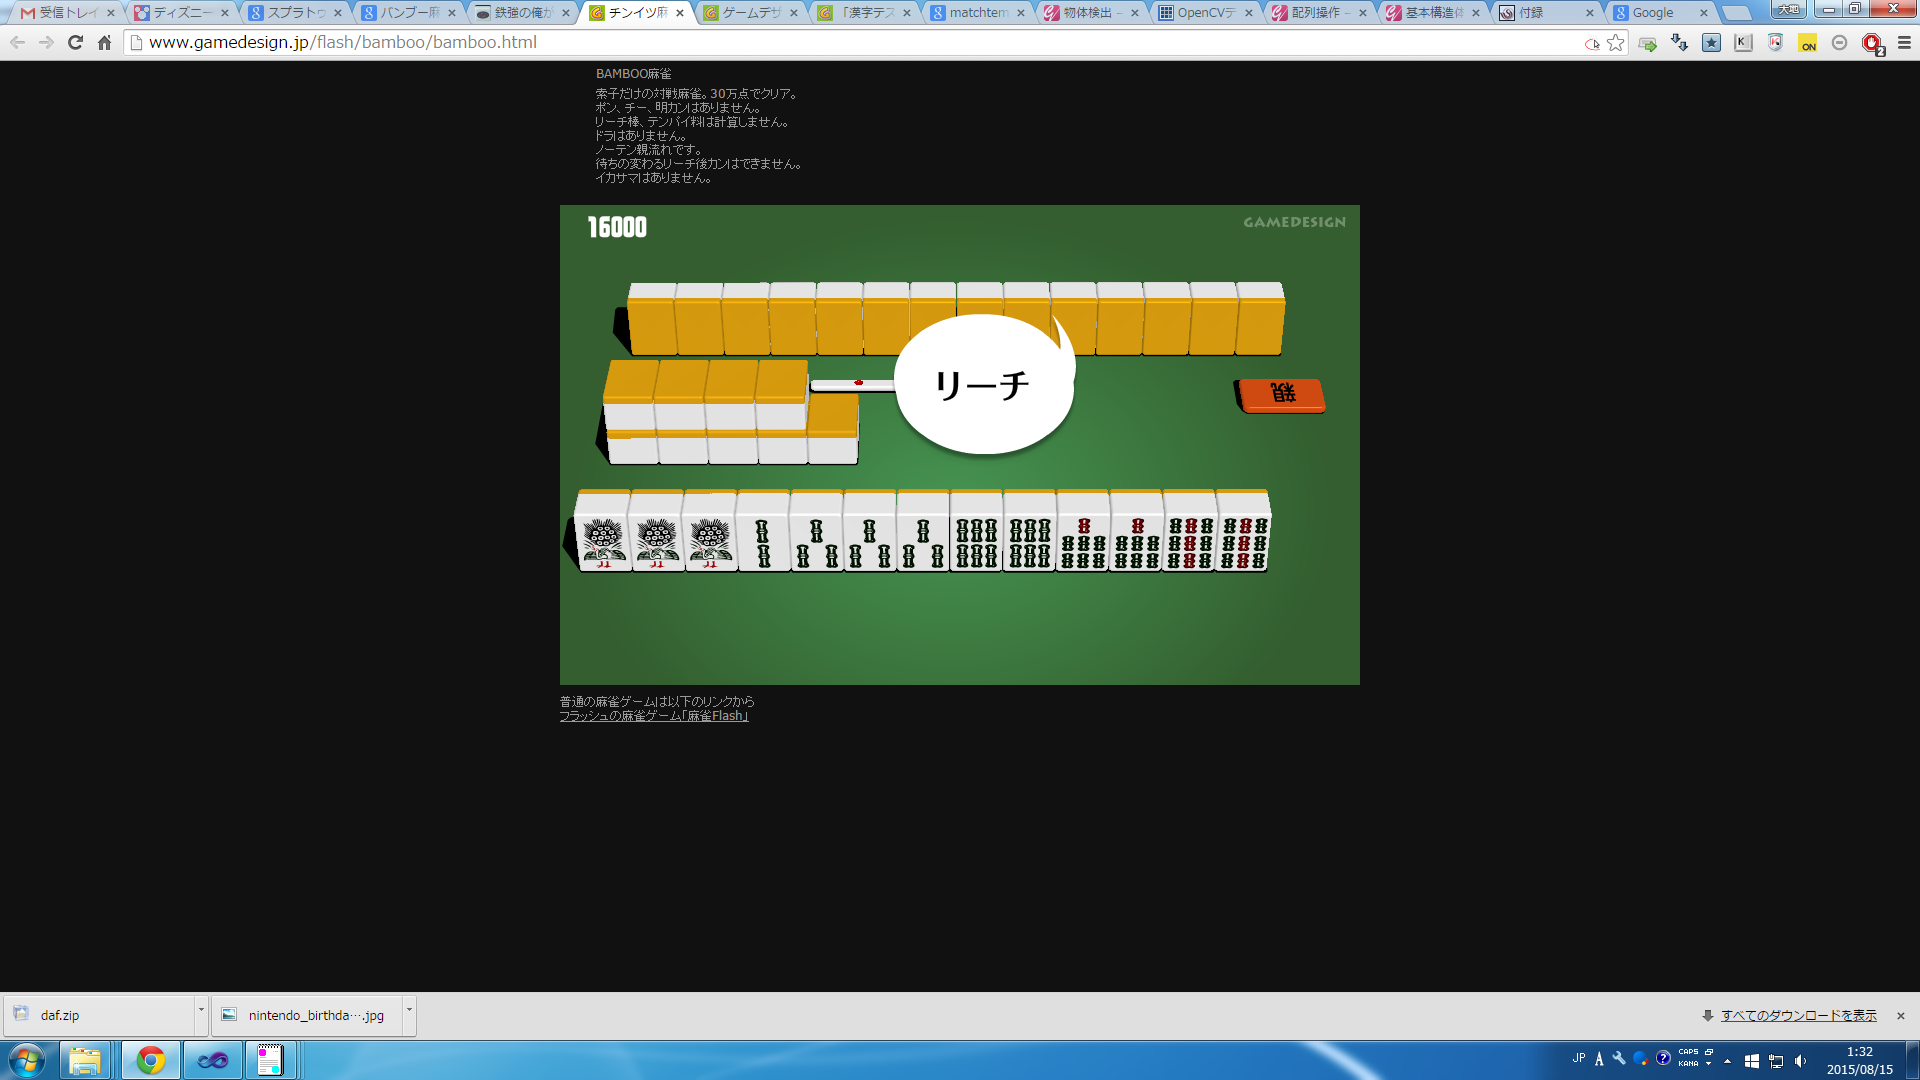 受信トレイ
ディズニー
スプラトゥ
バンブー麻
鉄強の俺が
チンイツ麻
ゲームデザ
「漢字テス
matchtem
物体検出 –
OpenCVデ
配列操作 –
基本構造体
付録
Google
大地
www.gamedesign.jp/flash/bamboo/bamboo.html
ON
2
BAMBOO麻雀
索子だけの対戦麻雀。30万点でクリア。
ポン、チー、明カンはありません。
リーチ棒、テンパイ料は計算しません。
ドラはありません。
ノーテン親流れです。
待ちの変わるリーチ後カンはできません。
イカサマはありません。
16000
GAMEDESIGN
リーチ
親
普通の麻雀ゲームは以下のリンクから
フラッシュの麻雀ゲーム「麻雀Flash」
daf.zip
nintendo_birthda….jpg
すべてのダウンロードを表示
JP
A
CAPS
KANA
1:32
2015/08/15